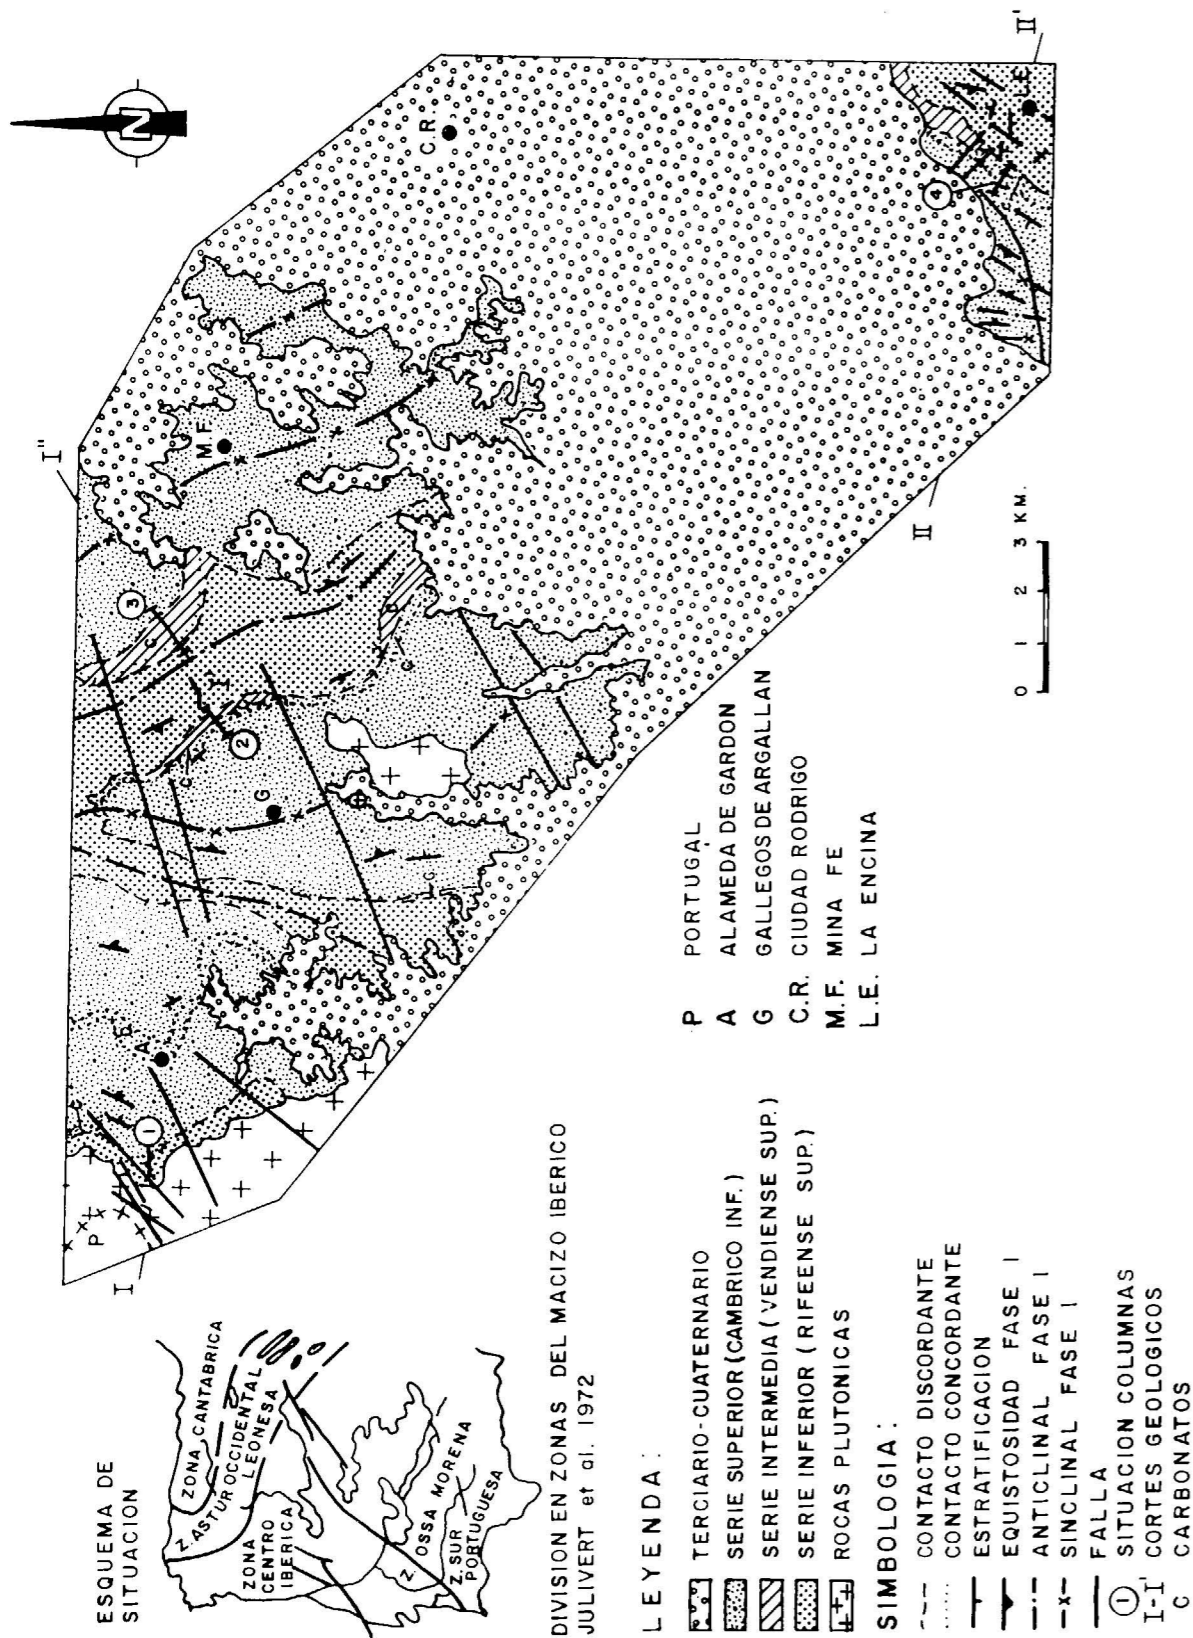 ESQUEMA DE
SITUACION
ZONA CANTABRICA
Z. ASTUROCCIDENTAL
LEONESA
ZONA
CENTRO
IBERICA
Z. OSSA MORENA
Z. SUR
PORTUGUESA
DIVISION EN ZONAS DEL MACIZO IBERICO
JULIVERT et al. 1972
LEYENDA:
TERCIARIO-CUATERNARIO
SERIE SUPERIOR (CAMBRICO INF.)
SERIE INTERMEDIA (VENDIENSE SUP.)
SERIE INFERIOR (RIFEENSE SUP.)
ROCAS PLUTONICAS
SIMBOLOGIA:
CONTACTO DISCORDANTE
CONTACTO CONCORDANTE
ESTRATIFICACION
EQUISTOSIDAD FASE I
ANTICLINAL FASE I
SINCLINAL FASE I
FALLA
1 SITUACION COLUMNAS
I-I' CORTES GEOLOGICOS
C CARBONATOS
P PORTUGAL
A ALAMEDA DE GARDON
G GALLEGOS DE ARGALLAN
C.R. CIUDAD RODRIGO
M.F. MINA FE
L.E. LA ENCINA
0 1 2 3 KM.
N
I
P
1
A
G
2
I
3
I''
M.F.
C.R.
C
C
C
C
4
L.E.
II
II'